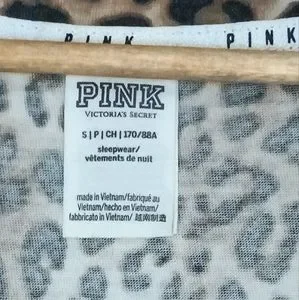 PINK PINK
PINK
VICTORIA'S SECRET
S|P|CH|170/88A
sleepwear/
vêtements de nuit
made in Vietnam/fabriqué au
Vietnam/hecho en Vietnam/
fabbricato in Vietnam/ 越南制造